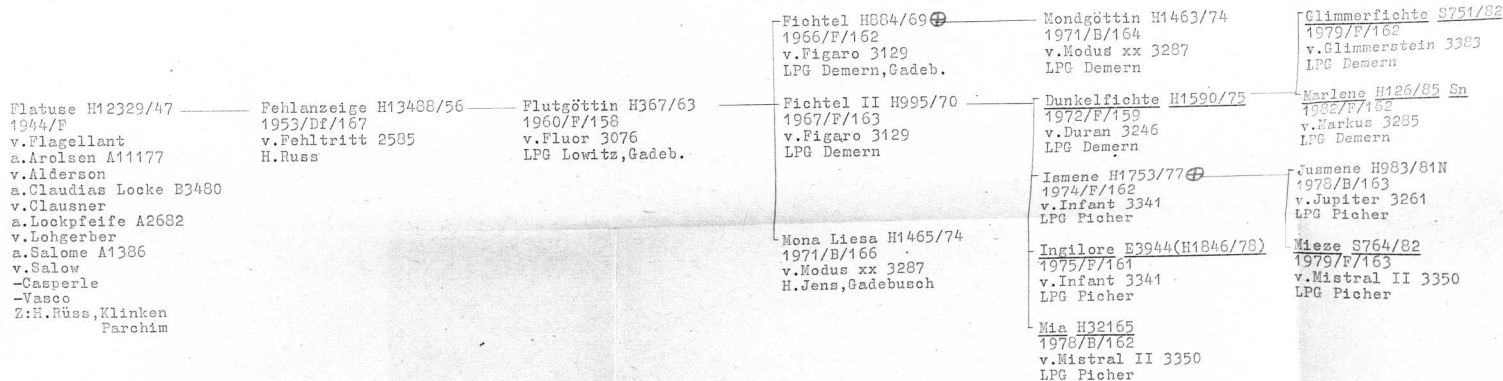 Flatuse H12329/47
1944/F
v.Flagellant
a.Arolsen A11177
v.Alderson
a.Claudias Locke B3480
v.Clausner
a.Lockpfeife A2682
v.Lohgerber
a.Salome A1386
v.Salow
-Casperle
-Vasco
Z:H.Rüss,Klinken
Parchim
Fehlanzeige H13488/56
1953/Df/167
v.Fehltritt 2585
H.Russ
Flutgöttin H367/63
1960/F/158
v.Fluor 3076
LPG Lowitz,Gadeb.
Fichtel H884/69
1966/F/162
v.Figaro 3129
LPG Demern,Gadeb.
Fichtel II H995/70
1967/F/163
v.Figaro 3129
LPG Demern
Mona Liesa H1465/74
1971/B/166
v.Modus xx 3287
H.Jens,Gadebusch
Mondgöttin H1463/74
1971/B/164
v.Modus xx 3287
LPG Demern
Dunkelfichte H1590/75
1972/F/159
v.Duran 3246
LPG Demern
Ismene H1753/77
1974/F/162
v.Infant 3341
LPG Picher
Ingilore E3944(H1846/78)
1975/F/161
v.Infant 3341
LPG Picher
Mia H32165
1978/B/162
v.Mistral II 3350
LPG Picher
Glimmerfichte S751/82
1979/F/162
v.Glimmerstein 3383
LPG Demern
Marlene H126/85 Sn
1982/F/162
v.Markus 3285
LPG Demern
Jusmene H983/81N
1978/B/163
v.Jupiter 3261
LPG Picher
Mieze S764/82
1979/F/163
v.Mistral II 3350
LPG Picher